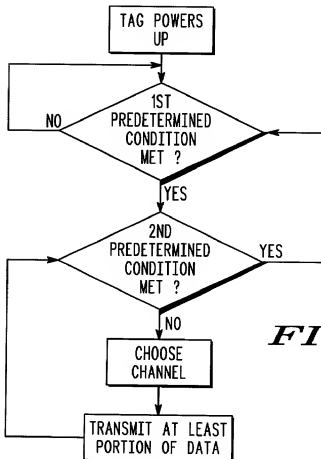 TAG POWERS
UP
NO
1ST
PREDETERMINED
CONDITION
MET ?
YES
2ND
PREDETERMINED
CONDITION
MET ?
YES
NO
FI
CHOOSE
CHANNEL
TRANSMIT AT LEAST
PORTION OF DATA